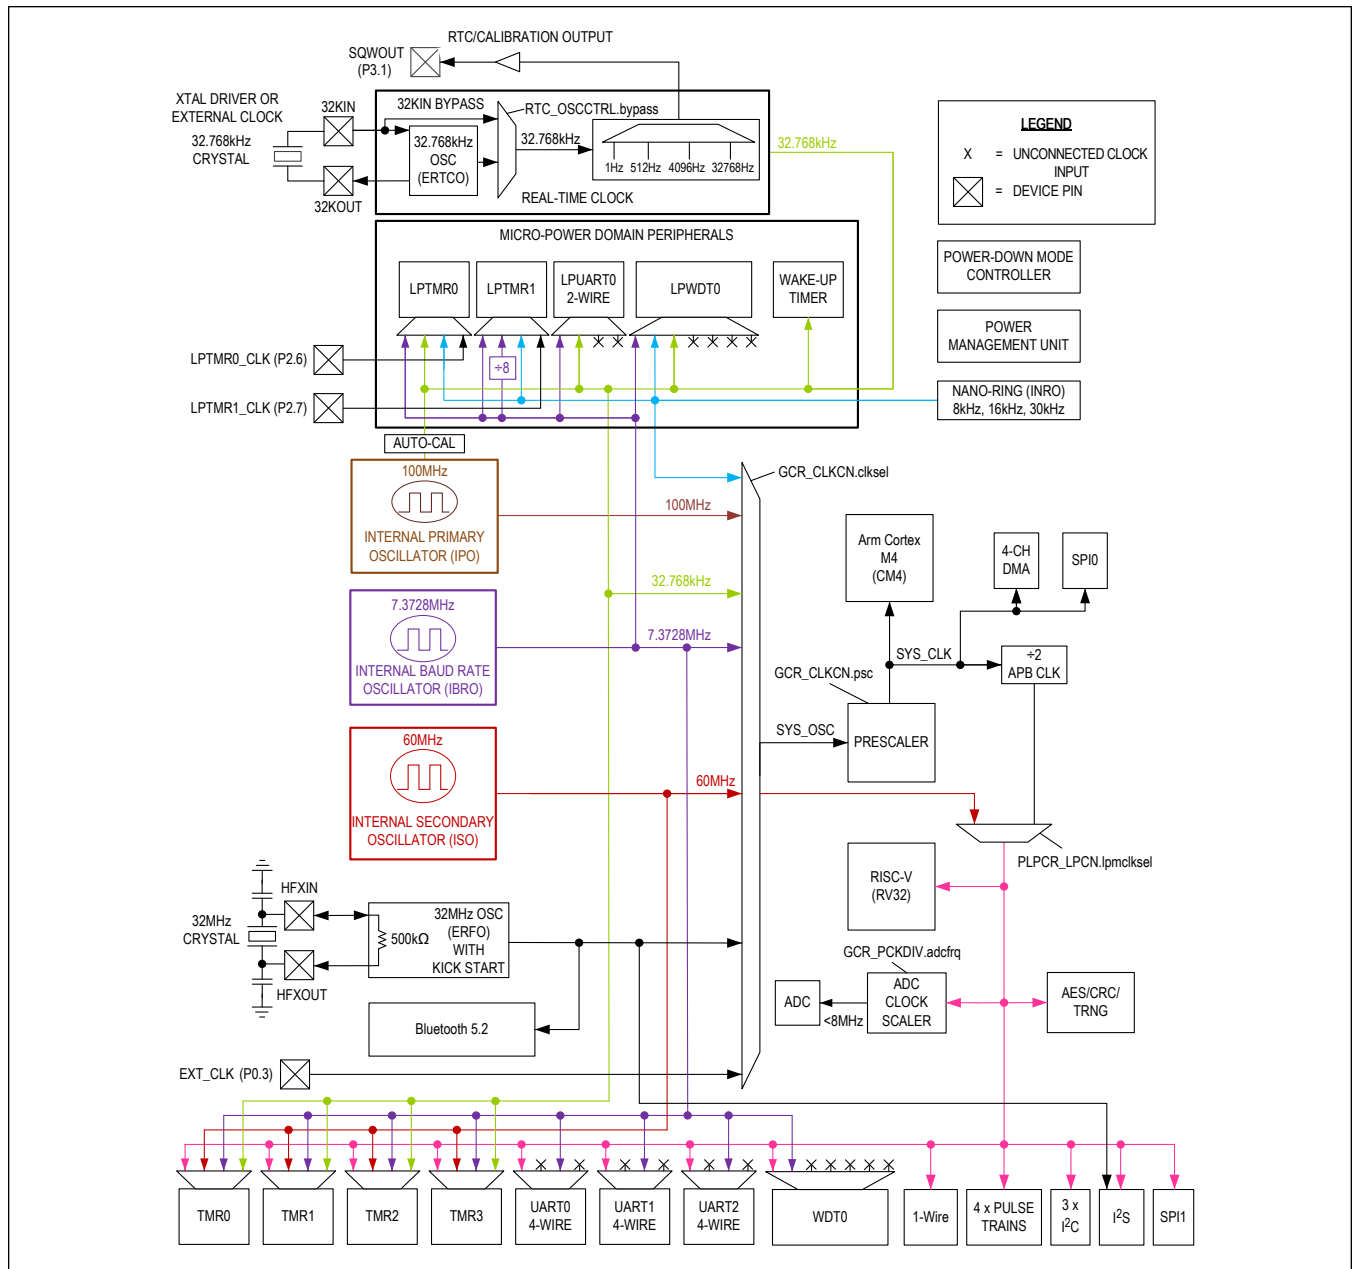 RTC/CALIBRATION OUTPUT
SQWOUT
(P3.1)
XTAL DRIVER OR
EXTERNAL CLOCK
32KIN
32.768kHz
CRYSTAL
32KOUT
32KIN BYPASS
RTC_OSCCTRL.bypass
32.768kHz
OSC
(ERTCO)
32.768kHz
1Hz
512Hz
4096Hz
32768Hz
REAL-TIME CLOCK
32.768kHz
LEGEND
X = UNCONNECTED CLOCK
INPUT
= DEVICE PIN
MICRO-POWER DOMAIN PERIPHERALS
LPTMR0
LPTMR1
LPUART0
2-WIRE
LPWDT0
WAKE-UP
TIMER
÷8
POWER-DOWN MODE
CONTROLLER
POWER
MANAGEMENT UNIT
NANO-RING (INRO)
8kHz, 16kHz, 30kHz
LPTMR0_CLK (P2.6)
LPTMR1_CLK (P2.7)
AUTO-CAL
100MHz
INTERNAL PRIMARY
OSCILLATOR (IPO)
100MHz
GCR_CLKCN.clksel
32.768kHz
7.3728MHz
INTERNAL BAUD RATE
OSCILLATOR (IBRO)
7.3728MHz
Arm Cortex
M4
(CM4)
4-CH
DMA
SPI0
SYS_CLK
÷2
APB CLK
GCR_CLKCN.psc
SYS_OSC
PRESCALER
60MHz
INTERNAL SECONDARY
OSCILLATOR (ISO)
60MHz
PLPCR_LPCN.lpmclksel
RISC-V
(RV32)
HFXIN
32MHz
CRYSTAL
HFXOUT
500kΩ
32MHz OSC
(ERFO)
WITH
KICK START
Bluetooth 5.2
GCR_PCKDIV.adcfrq
ADC
<8MHz
ADC
CLOCK
SCALER
AES/CRC/
TRNG
EXT_CLK (P0.3)
TMR0
TMR1
TMR2
TMR3
UART0
4-WIRE
UART1
4-WIRE
UART2
4-WIRE
WDT0
1-Wire
4 x PULSE
TRAINS
3 x
I2C
I2S
SPI1